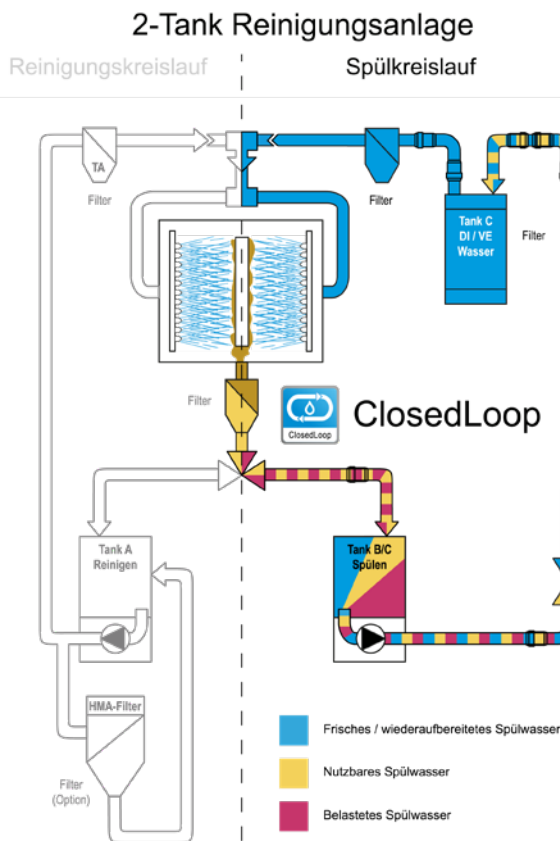 2-Tank Reinigungsanlage
Reinigungskreislauf
Spülkreislauf
TA
Filter
Filter
Tank C
DI / VE
Wasser
Filter
Filter
ClosedLoop
ClosedLoop
Tank A
Reinigen
Tank B/C
Spülen
HMA-Filter
Filter
(Option)
Frisches / wiederaufbereitetes Spülwasser
Nutzbares Spülwasser
Belastetes Spülwasser